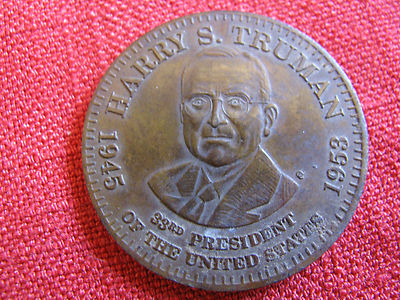 HARRY S. TRUMAN
1945
1953
33RD PRESIDENT
OF THE UNITED STATES